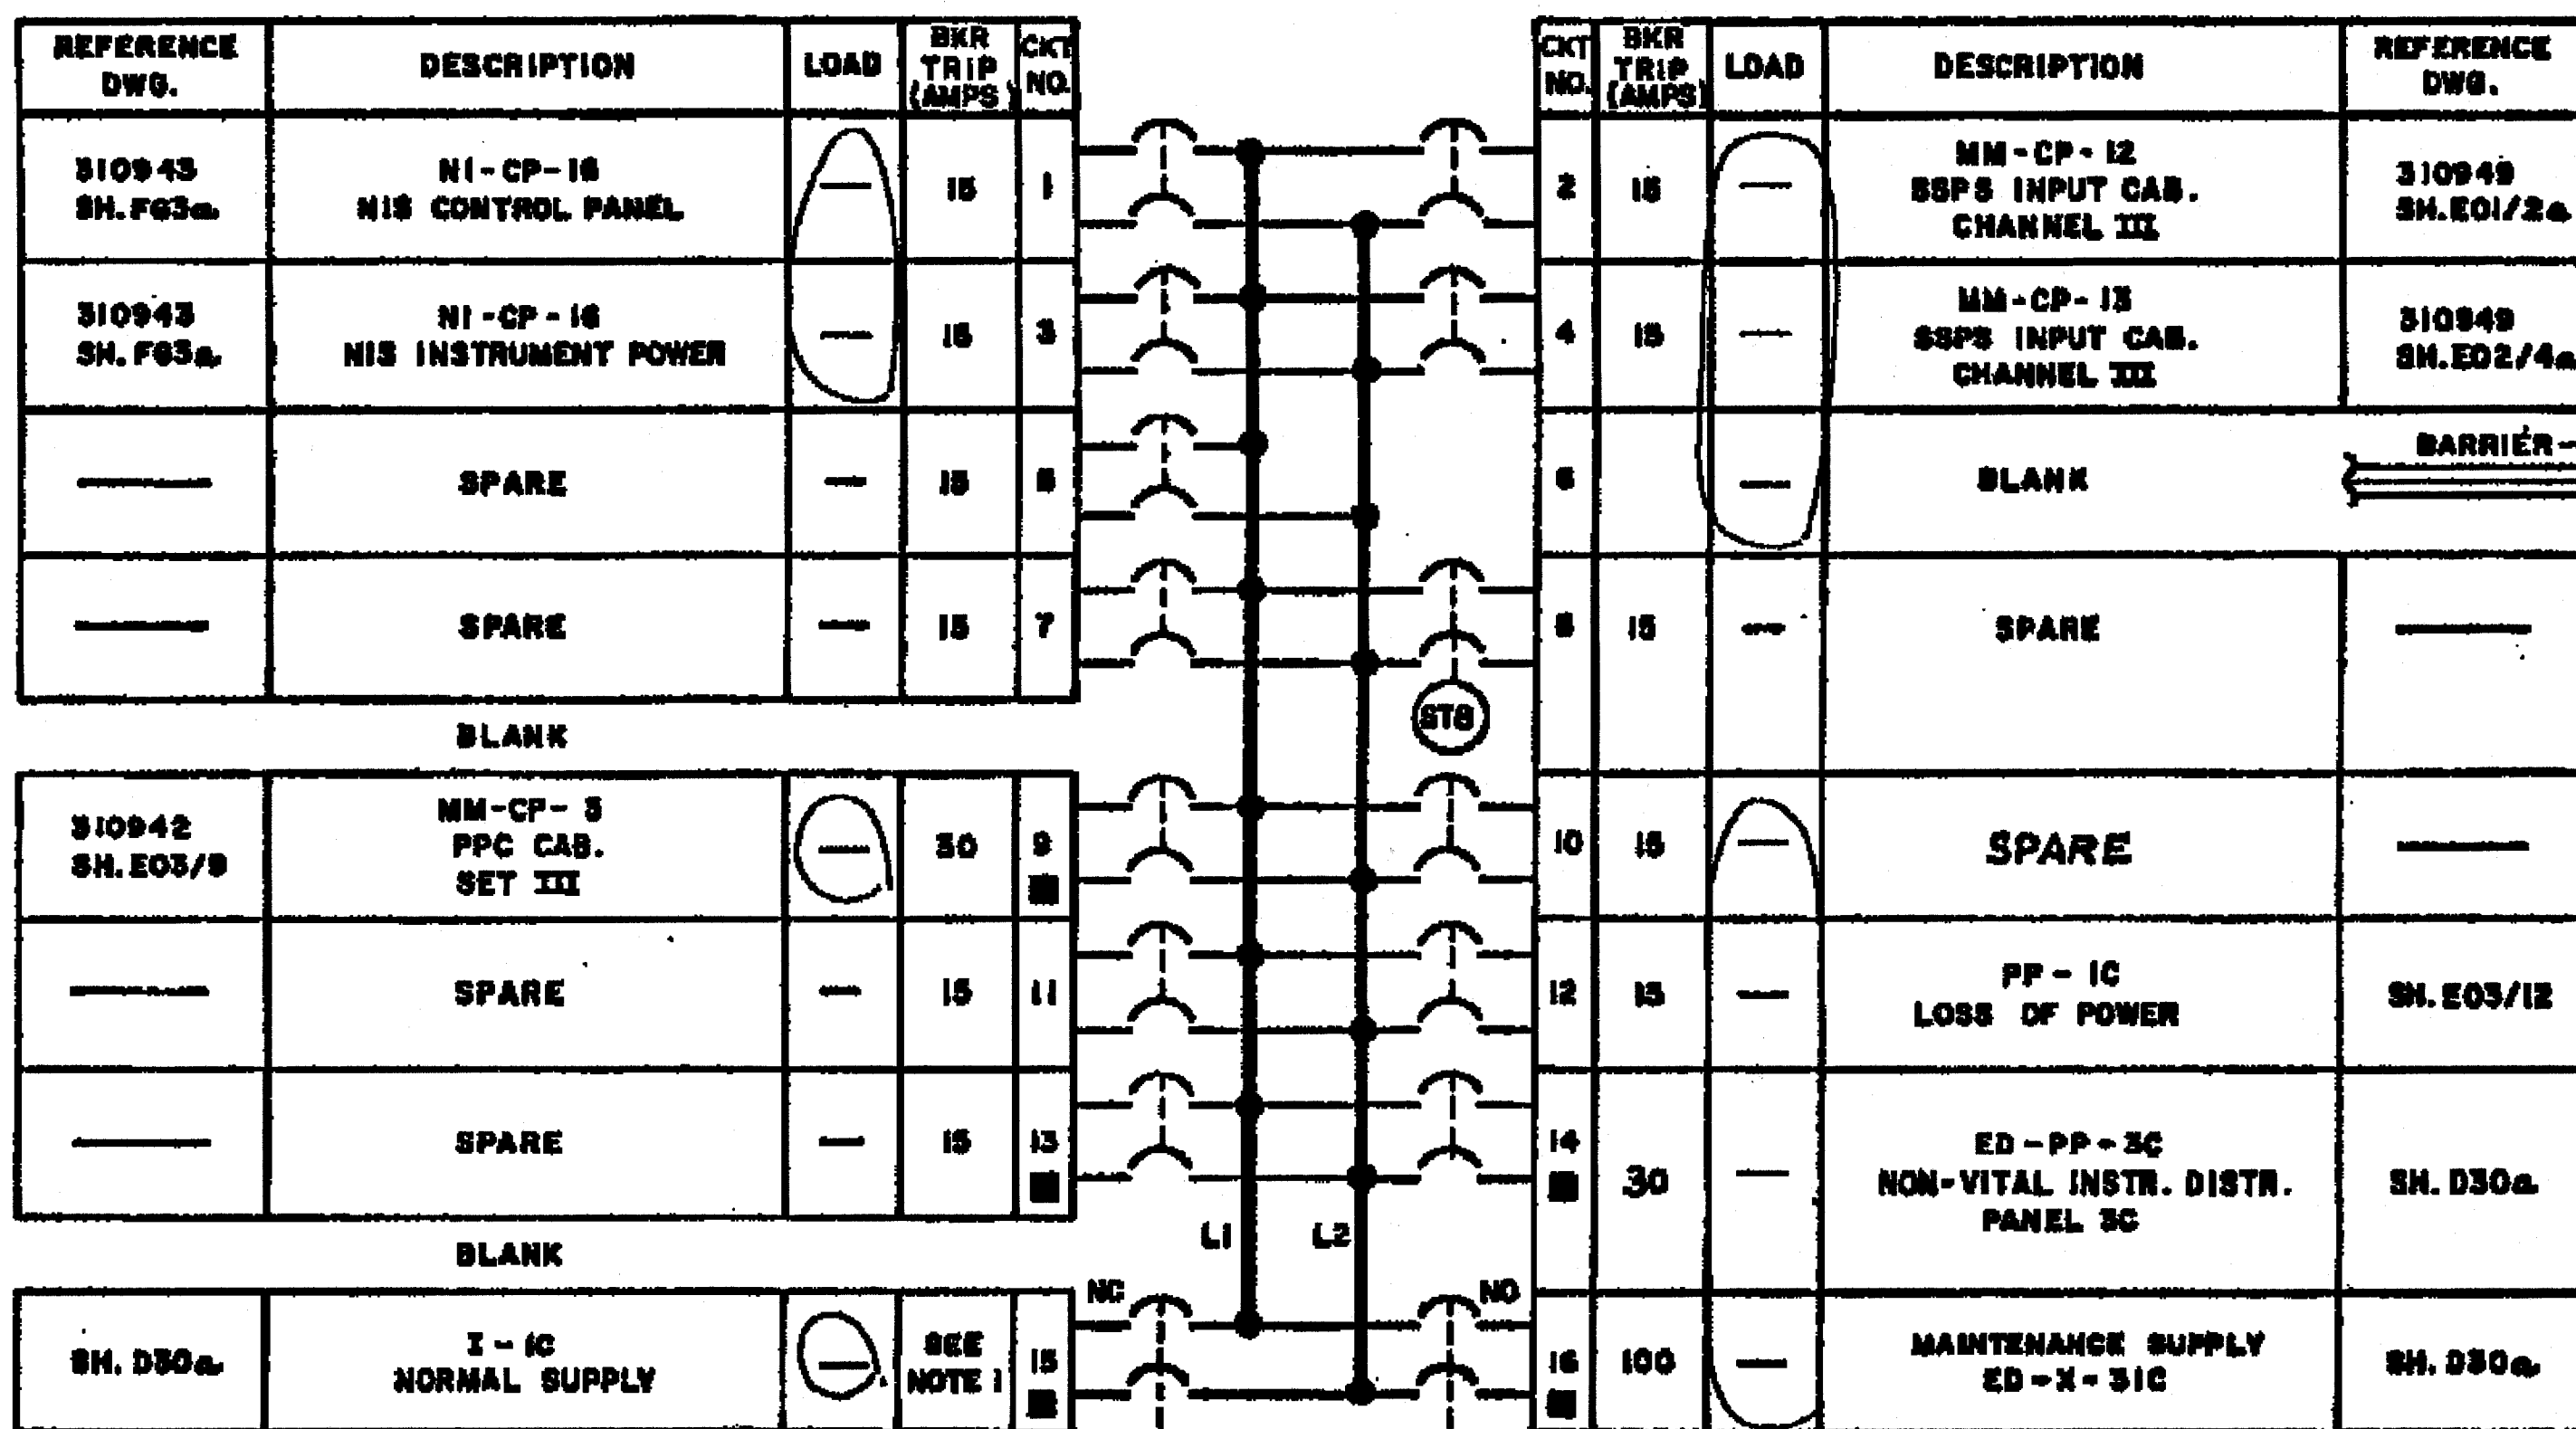 REFERENCE DWG.
DESCRIPTION
LOAD
BKR TRIP (AMPS)
CKT NO.
310943
SH. F63a
NI-CP-16
NIS CONTROL PANEL
—
15
1
310943
SH. F63a
NI-CP-16
NIS INSTRUMENT POWER
—
15
3
—
SPARE
—
15
5
—
SPARE
—
15
7
BLANK
310942
SH. E03/9
MM-CP-3
PPC CAB.
SET III
—
30
9
—
SPARE
—
15
11
—
SPARE
—
15
13
BLANK
SH. D30a
I-1C
NORMAL SUPPLY
—
SEE
NOTE 1
15
L1
L2
NC
NO
ST8
CKT NO.
BKR TRIP (AMPS)
LOAD
DESCRIPTION
REFERENCE DWG.
2
15
—
MM-CP-12
SSPS INPUT CAB.
CHANNEL III
310949
SH. E01/2a
4
15
—
MM-CP-13
SSPS INPUT CAB.
CHANNEL III
310949
SH. E02/4a
6
—
BLANK
BARRIER
8
15
—
SPARE
—
10
15
—
SPARE
—
12
15
—
PP-1C
LOSS OF POWER
SH. E03/12
14
30
—
ED-PP-3C
NON-VITAL INSTR. DISTR.
PANEL 3C
SH. D30a
16
100
—
MAINTENANCE SUPPLY
ED-X-31C
SH. D30a